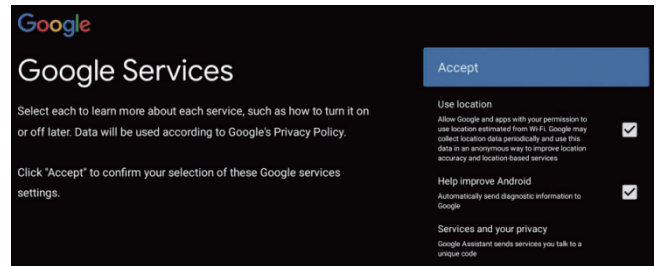 Google
Google Services
Select each to learn more about each service, such as how to turn it on
or off later. Data will be used according to Google's Privacy Policy.
Click "Accept" to confirm your selection of these Google services
settings.
Accept
Use location
Allow Google and apps with your permission to
use location estimated from Wi-Fi. Google may
collect location data periodically and use this
data in an anonymous way to improve location
accuracy and location-based services
Help improve Android
Automatically send diagnostic information to
Google
Services and your privacy
Google Assistant sends services you talk to a
unique code